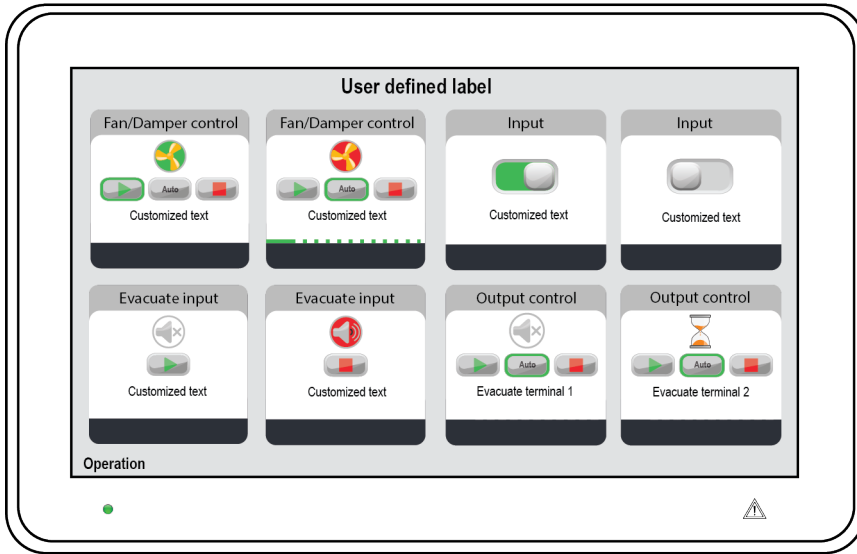 User defined label
Fan/Damper control
Fan/Damper control
Input
Input
Auto
Auto
Customized text
Customized text
Customized text
Customized text
Evacuate input
Evacuate input
Output control
Output control
Auto
Auto
Customized text
Customized text
Evacuate terminal 1
Evacuate terminal 2
Operation